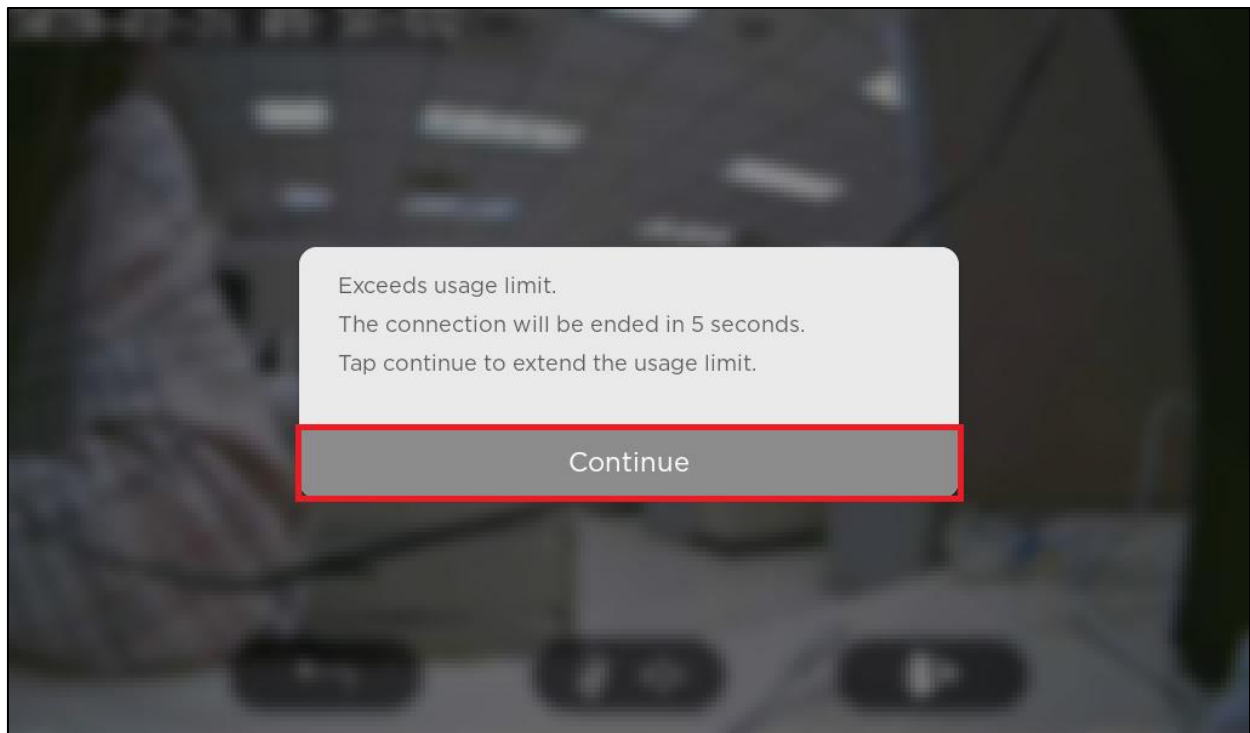 Exceeds usage limit.
The connection will be ended in 5 seconds.
Tap continue to extend the usage limit.
Continue